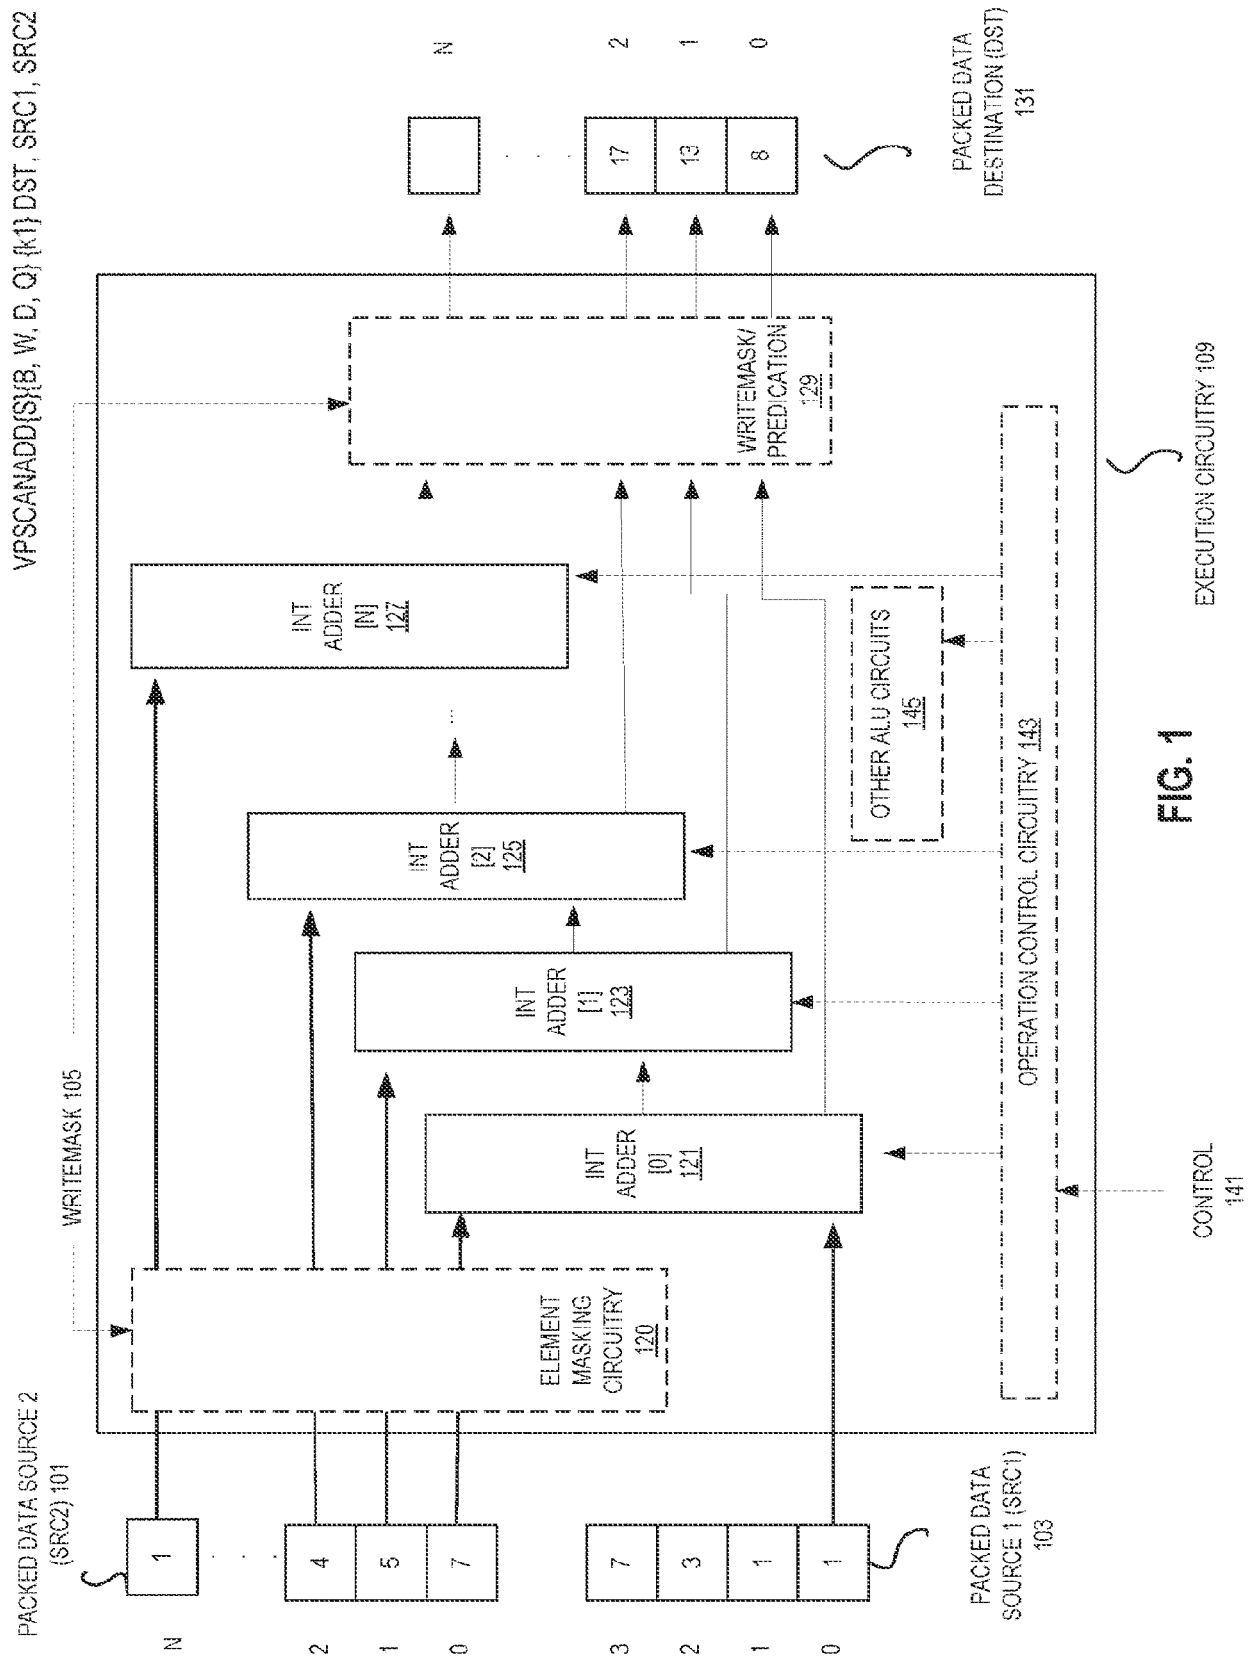 VPSCANADD{S}{B, W, D, Q} {k1} DST, SRC1, SRC2
PACKED DATA SOURCE 2
(SRC2) 101
N
1
2
4
1
5
0
7
3
7
2
3
1
1
0
1
PACKED DATA
SOURCE 1 (SRC1)
103
WRITEMASK 105
ELEMENT
MASKING
CIRCUITRY
120
INT
ADDER
[0]
121
INT
ADDER
[1]
123
INT
ADDER
[2]
125
INT
ADDER
[N]
127
WRITEMASK/
PREDICATION
129
OTHER ALU CIRCUITS
145
OPERATION CONTROL CIRCUITRY 143
CONTROL
141
EXECUTION CIRCUITRY 109
N
2
17
1
13
0
8
PACKED DATA
DESTINATION (DST)
131
FIG. 1